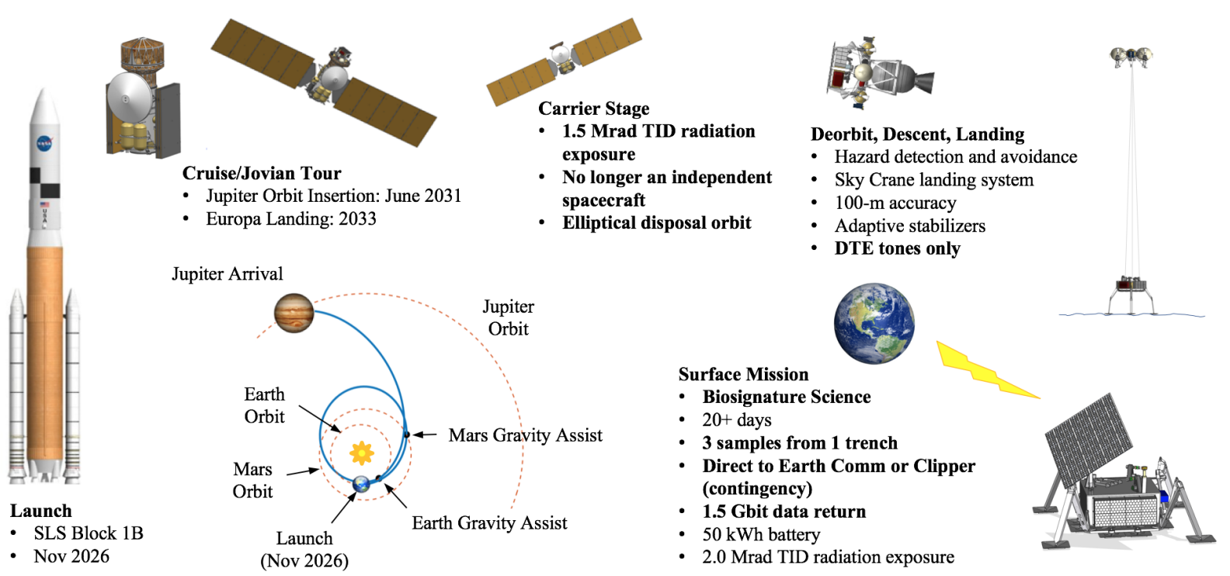 Cruise/Jovian Tour
• Jupiter Orbit Insertion: June 2031
• Europa Landing: 2033
Carrier Stage
• 1.5 Mrad TID radiation
exposure
• No longer an independent
spacecraft
• Elliptical disposal orbit
Deorbit, Descent, Landing
• Hazard detection and avoidance
• Sky Crane landing system
• 100-m accuracy
• Adaptive stabilizers
• DTE tones only
NASA
USA
Launch
• SLS Block 1B
• Nov 2026
Jupiter Arrival
Jupiter
Orbit
Earth
Orbit
Mars Gravity Assist
Mars
Orbit
Earth Gravity Assist
Launch
(Nov 2026)
Surface Mission
• Biosignature Science
• 20+ days
• 3 samples from 1 trench
• Direct to Earth Comm or Clipper
(contingency)
• 1.5 Gbit data return
• 50 kWh battery
• 2.0 Mrad TID radiation exposure